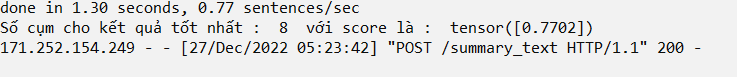 done in 1.30 seconds, 0.77 sentences/sec
Số cụm cho kết quả tốt nhất :  8  với score là :  tensor([0.7702])
171.252.154.249 - - [27/Dec/2022 05:23:42] "POST /summary_text HTTP/1.1" 200 -